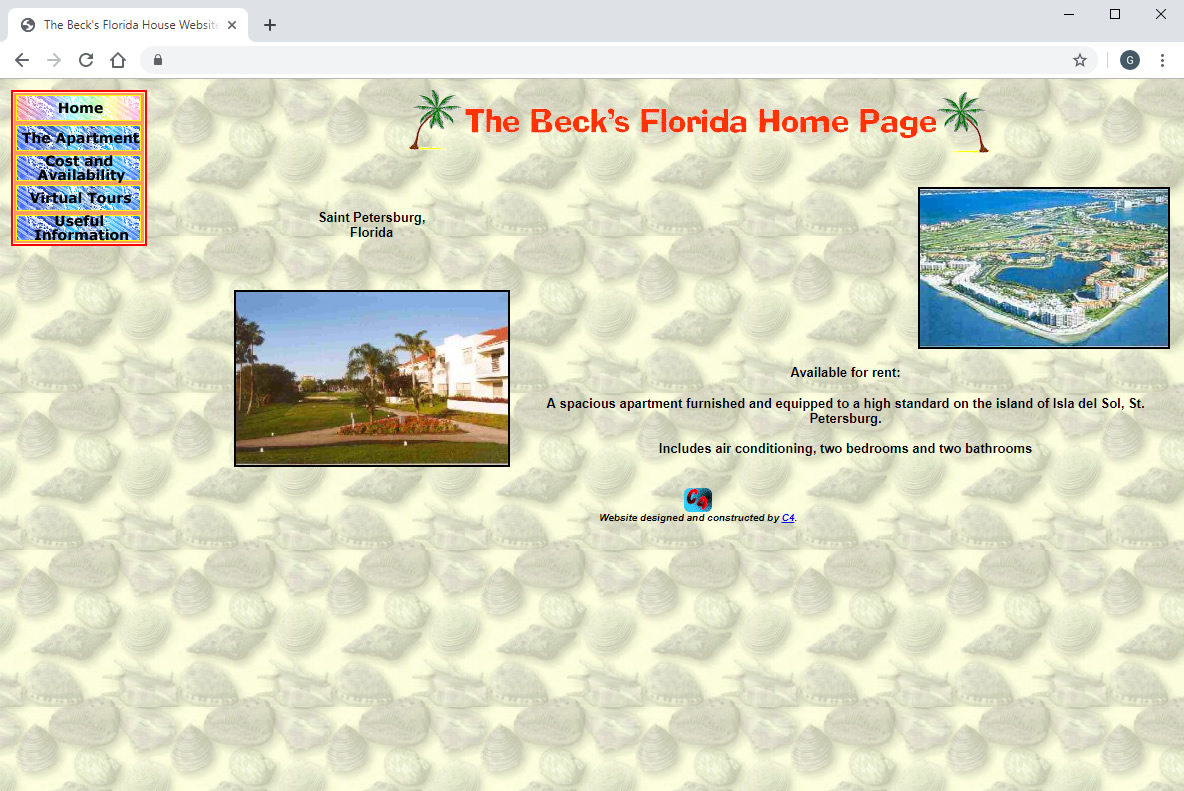 The Beck's Florida House Website
G
Home
The Apartment
Cost and
Availability
Virtual Tours
Useful
Information
The Beck's Florida Home Page
Saint Petersburg,
Florida
Available for rent:
A spacious apartment furnished and equipped to a high standard on the island of Isla del Sol, St.
Petersburg.
Includes air conditioning, two bedrooms and two bathrooms
C4
Website designed and constructed by C4.